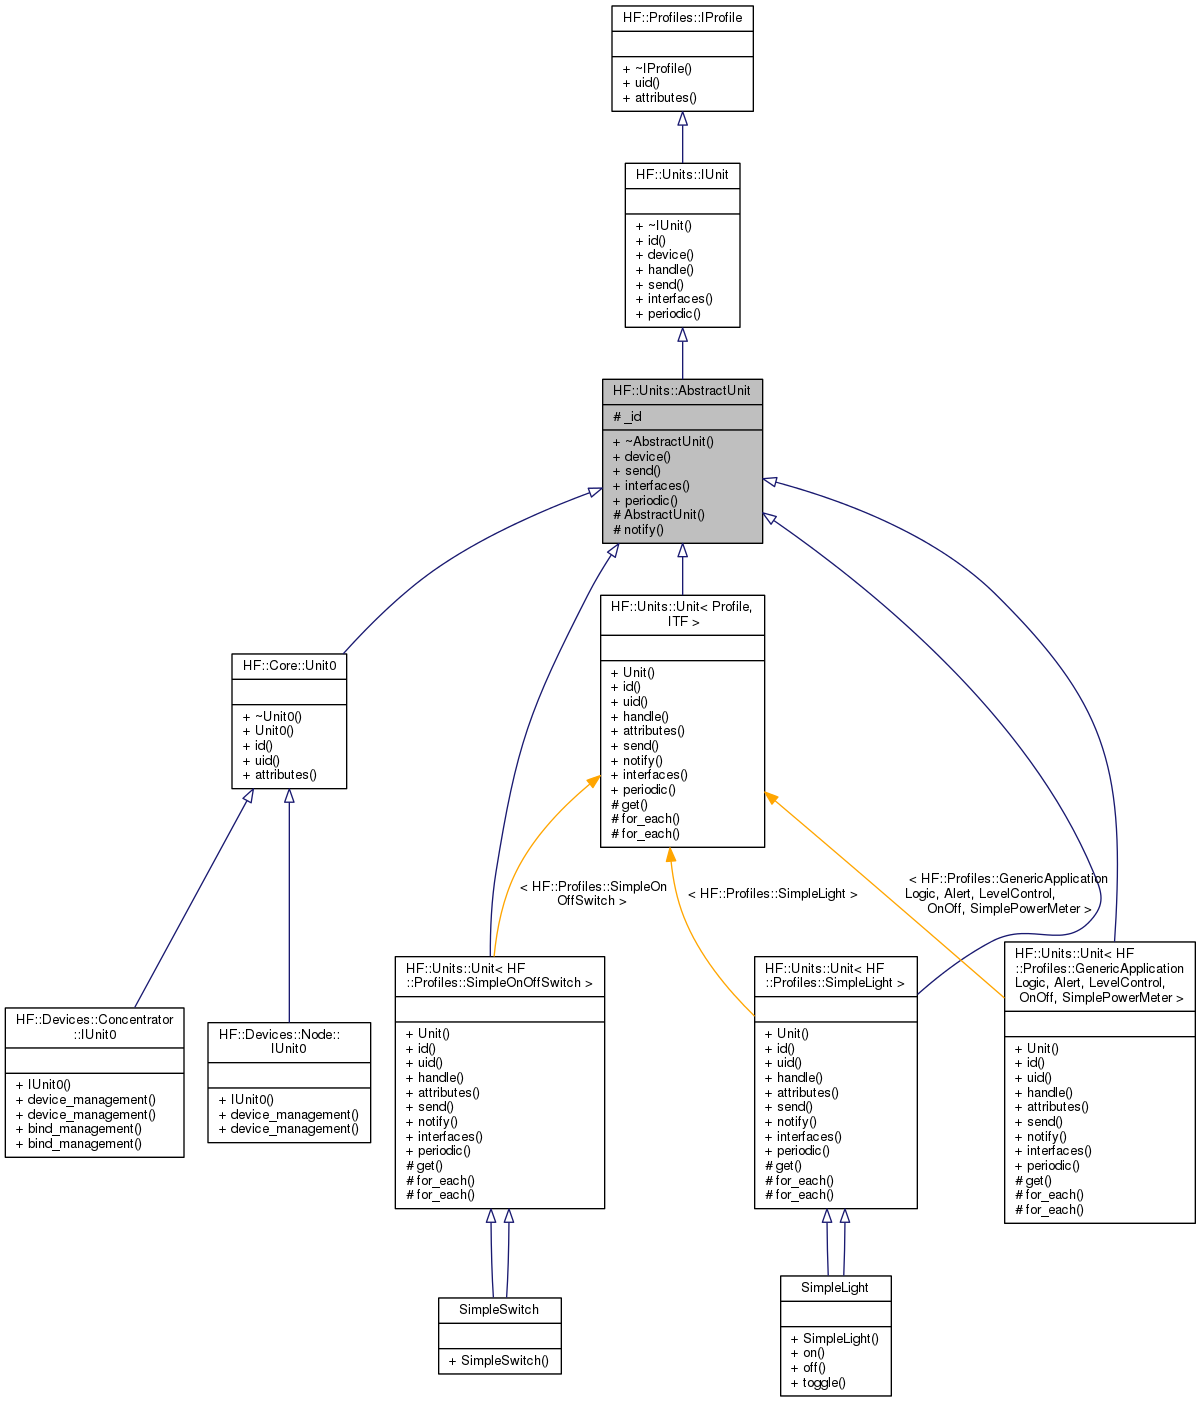 HF::Profiles::IProfile
+ ~IProfile()
+ uid()
+ attributes()
HF::Units::IUnit
+ ~IUnit()
+ id()
+ device()
+ handle()
+ send()
+ interfaces()
+ periodic()
HF::Units::AbstractUnit
# _id
+ ~AbstractUnit()
+ device()
+ send()
+ interfaces()
+ periodic()
# AbstractUnit()
# notify()
HF::Units::Unit< Profile,
ITF >
+ Unit()
+ id()
+ uid()
+ handle()
+ attributes()
+ send()
+ notify()
+ interfaces()
+ periodic()
# get()
# for_each()
# for_each()
HF::Core::Unit0
+ ~Unit0()
+ Unit0()
+ id()
+ uid()
+ attributes()
< HF::Profiles::SimpleOn
OffSwitch >
< HF::Profiles::SimpleLight >
< HF::Profiles::GenericApplication
Logic, Alert, LevelControl,
OnOff, SimplePowerMeter >
HF::Devices::Concentrator
::IUnit0
+ IUnit0()
+ device_management()
+ device_management()
+ bind_management()
+ bind_management()
HF::Devices::Node::
IUnit0
+ IUnit0()
+ device_management()
+ device_management()
HF::Units::Unit< HF
::Profiles::SimpleOnOffSwitch >
+ Unit()
+ id()
+ uid()
+ handle()
+ attributes()
+ send()
+ notify()
+ interfaces()
+ periodic()
# get()
# for_each()
# for_each()
HF::Units::Unit< HF
::Profiles::SimpleLight >
+ Unit()
+ id()
+ uid()
+ handle()
+ attributes()
+ send()
+ notify()
+ interfaces()
+ periodic()
# get()
# for_each()
# for_each()
HF::Units::Unit< HF
::Profiles::GenericApplication
Logic, Alert, LevelControl,
OnOff, SimplePowerMeter >
+ Unit()
+ id()
+ uid()
+ handle()
+ attributes()
+ send()
+ notify()
+ interfaces()
+ periodic()
# get()
# for_each()
# for_each()
SimpleSwitch
+ SimpleSwitch()
SimpleLight
+ SimpleLight()
+ on()
+ off()
+ toggle()